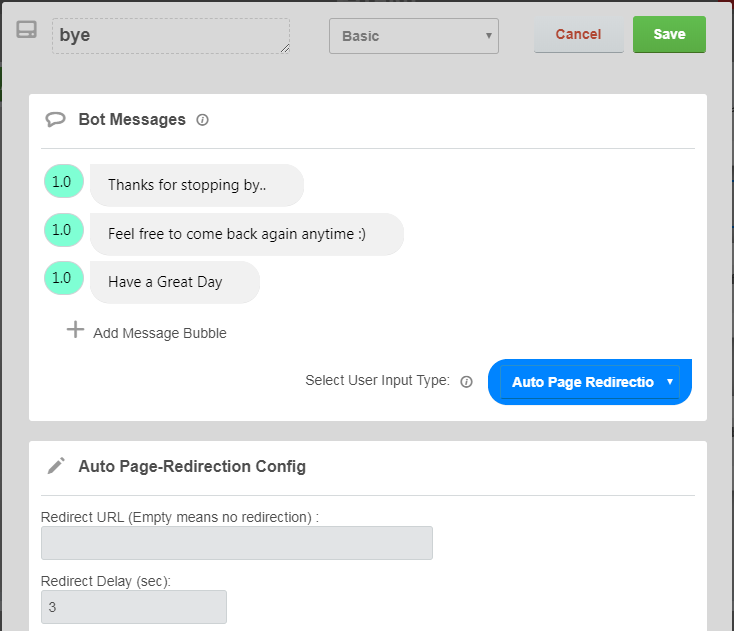 bye
Basic
Cancel
Save
Bot Messages
1.0 Thanks for stopping by..
1.0 Feel free to come back again anytime :)
1.0 Have a Great Day
Add Message Bubble
Select User Input Type:
Auto Page Redirectio
Auto Page-Redirection Config
Redirect URL (Empty means no redirection) :
Redirect Delay (sec):
3